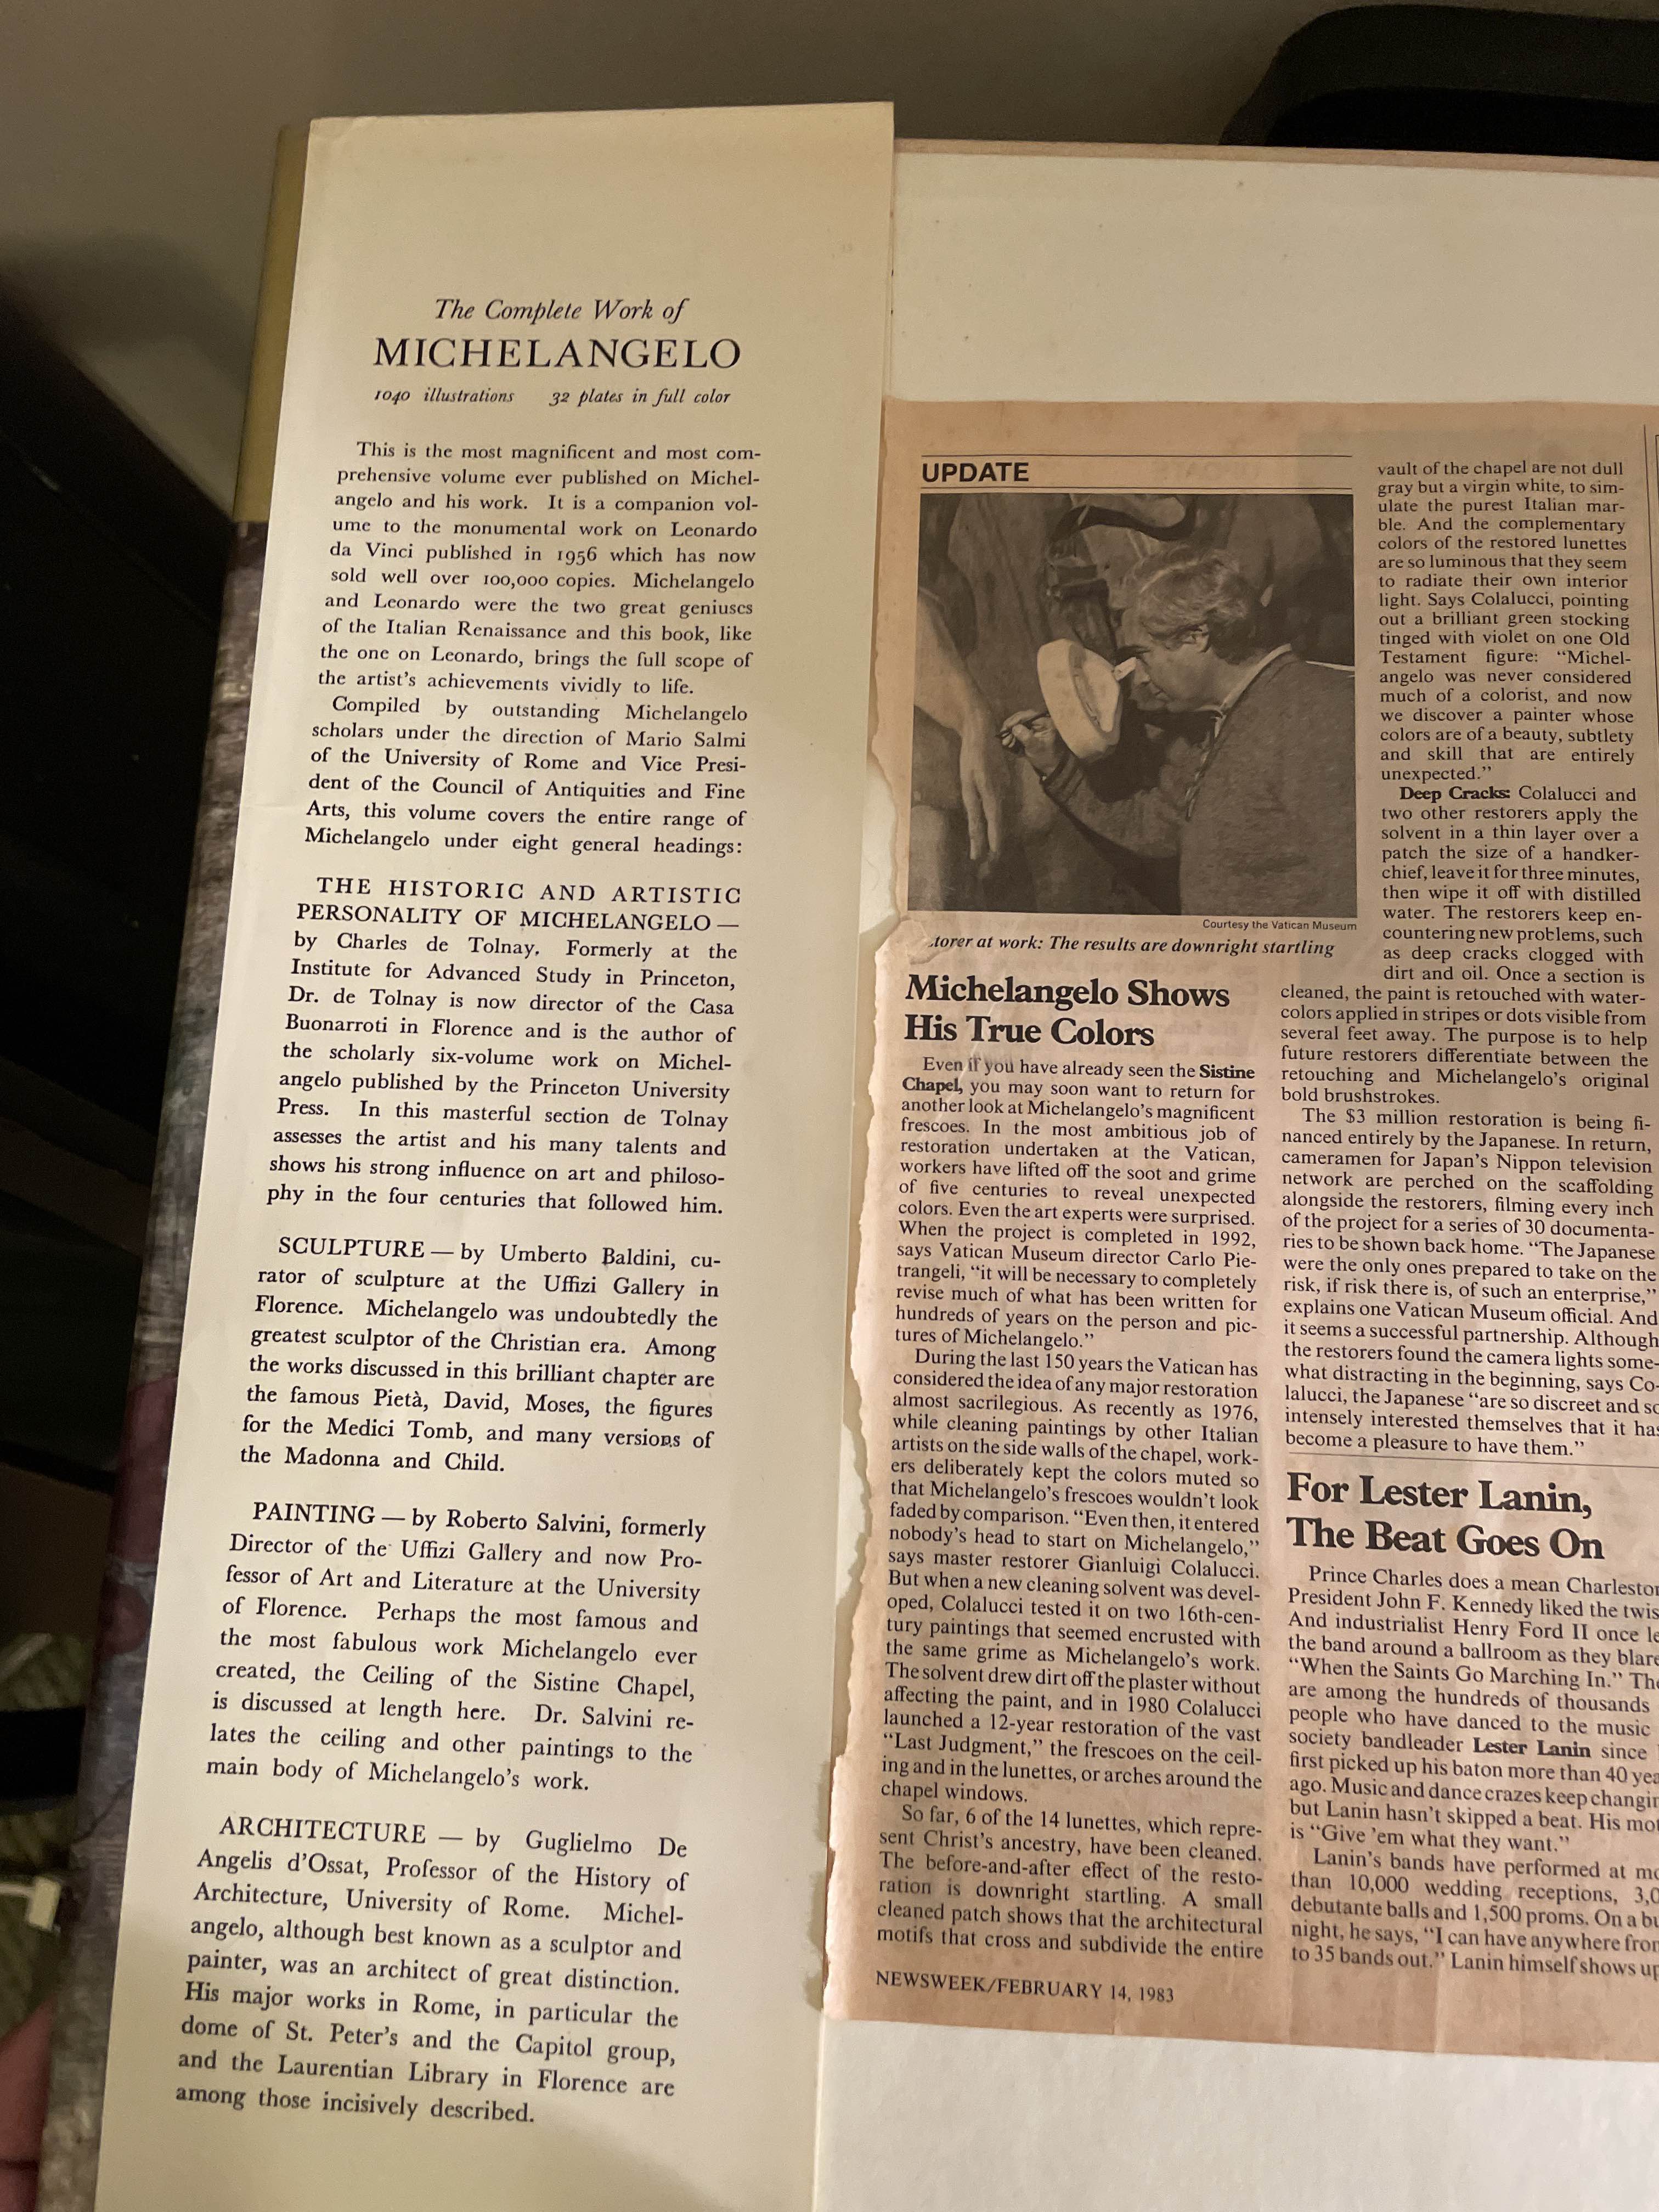 The Complete Work of
MICHELANGELO
1040 illustrations 32 plates in full color
This is the most magnificent and most com-
prehensive volume ever published on Michel-
angelo and his work. It is a companion vol-
ume to the monumental work on Leonardo
da Vinci published in 1956 which has now
sold well over 100,000 copies. Michelangelo
and Leonardo were the two great geniuses
of the Italian Renaissance and this book, like
the one on Leonardo, brings the full scope of
the artist's achievements vividly to life.
Compiled by outstanding Michelangelo
scholars under the direction of Mario Salmi
of the University of Rome and Vice Presi-
dent of the Council of Antiquities and Fine
Arts, this volume covers the entire range of
Michelangelo under eight general headings:
THE HISTORIC AND ARTISTIC
PERSONALITY OF MICHELANGELO —
by Charles de Tolnay. Formerly at the
Institute for Advanced Study in Princeton,
Dr. de Tolnay is now director of the Casa
Buonarroti in Florence and is the author of
the scholarly six-volume work on Michel-
angelo published by the Princeton University
Press. In this masterful section de Tolnay
assesses the artist and his many talents and
shows his strong influence on art and philoso-
phy in the four centuries that followed him.
SCULPTURE — by Umberto Baldini, cu-
rator of sculpture at the Uffizi Gallery in
Florence. Michelangelo was undoubtedly the
greatest sculptor of the Christian era. Among
the works discussed in this brilliant chapter are
the famous Pietà, David, Moses, the figures
for the Medici Tomb, and many versions of
the Madonna and Child.
PAINTING — by Roberto Salvini, formerly
Director of the Uffizi Gallery and now Pro-
fessor of Art and Literature at the University
of Florence. Perhaps the most famous and
the most fabulous work Michelangelo ever
created, the Ceiling of the Sistine Chapel,
is discussed at length here. Dr. Salvini re-
lates the ceiling and other paintings to the
main body of Michelangelo's work.
ARCHITECTURE — by Guglielmo De
Angelis d'Ossat, Professor of the History of
Architecture, University of Rome. Michel-
angelo, although best known as a sculptor and
painter, was an architect of great distinction.
His major works in Rome, in particular the
dome of St. Peter's and the Capitol group,
and the Laurentian Library in Florence are
among those incisively described.
UPDATE
Courtesy the Vatican Museum
torer at work: The results are downright startling
Michelangelo Shows
His True Colors
Even if you have already seen the Sistine
Chapel, you may soon want to return for
another look at Michelangelo's magnificent
frescoes. In the most ambitious job of
restoration undertaken at the Vatican,
workers have lifted off the soot and grime
of five centuries to reveal unexpected
colors. Even the art experts were surprised.
When the project is completed in 1992,
says Vatican Museum director Carlo Pie-
trangeli, "it will be necessary to completely
revise much of what has been written for
hundreds of years on the person and pic-
tures of Michelangelo."
During the last 150 years the Vatican has
considered the idea of any major restoration
almost sacrilegious. As recently as 1976,
while cleaning paintings by other Italian
artists on the side walls of the chapel, work-
ers deliberately kept the colors muted so
that Michelangelo's frescoes wouldn't look
faded by comparison. "Even then, it entered
nobody's head to start on Michelangelo,"
says master restorer Gianluigi Colalucci.
But when a new cleaning solvent was devel-
oped, Colalucci tested it on two 16th-cen-
tury paintings that seemed encrusted with
the same grime as Michelangelo's work.
The solvent drew dirt off the plaster without
affecting the paint, and in 1980 Colalucci
launched a 12-year restoration of the vast
"Last Judgment," the frescoes on the ceil-
ing and in the lunettes, or arches around the
chapel windows.
So far, 6 of the 14 lunettes, which repre-
sent Christ's ancestry, have been cleaned.
The before-and-after effect of the resto-
ration is downright startling. A small
cleaned patch shows that the architectural
motifs that cross and subdivide the entire
NEWSWEEK/FEBRUARY 14, 1983
vault of the chapel are not dull
gray but a virgin white, to sim-
ulate the purest Italian mar-
ble. And the complementary
colors of the restored lunettes
are so luminous that they seem
to radiate their own interior
light. Says Colalucci, pointing
out a brilliant green stocking
tinged with violet on one Old
Testament figure: "Michel-
angelo was never considered
much of a colorist, and now
we discover a painter whose
colors are of a beauty, subtlety
and skill that are entirely
unexpected."
Deep Cracks: Colalucci and
two other restorers apply the
solvent in a thin layer over a
patch the size of a handker-
chief, leave it for three minutes,
then wipe it off with distilled
water. The restorers keep en-
countering new problems, such
as deep cracks clogged with
dirt and oil. Once a section is
cleaned, the paint is retouched with water-
colors applied in stripes or dots visible from
several feet away. The purpose is to help
future restorers differentiate between the
retouching and Michelangelo's original
bold brushstrokes.
The $3 million restoration is being fi-
nanced entirely by the Japanese. In return,
cameramen for Japan's Nippon television
network are perched on the scaffolding
alongside the restorers, filming every inch
of the project for a series of 30 documenta-
ries to be shown back home. "The Japanese
were the only ones prepared to take on the
risk, if risk there is, of such an enterprise,"
explains one Vatican Museum official. And
it seems a successful partnership. Although
the restorers found the camera lights some-
what distracting in the beginning, says Co-
lalucci, the Japanese "are so discreet and so
intensely interested themselves that it has
become a pleasure to have them."
For Lester Lanin,
The Beat Goes On
Prince Charles does a mean Charleston
President John F. Kennedy liked the twis
And industrialist Henry Ford II once le
the band around a ballroom as they blare
"When the Saints Go Marching In." The
are among the hundreds of thousands
people who have danced to the music
society bandleader Lester Lanin since
first picked up his baton more than 40 yea
ago. Music and dance crazes keep changin
but Lanin hasn't skipped a beat. His mot
is "Give 'em what they want."
Lanin's bands have performed at mo
than 10,000 wedding receptions, 3,0
debutante balls and 1,500 proms. On a bu
night, he says, "I can have anywhere from
to 35 bands out." Lanin himself shows up